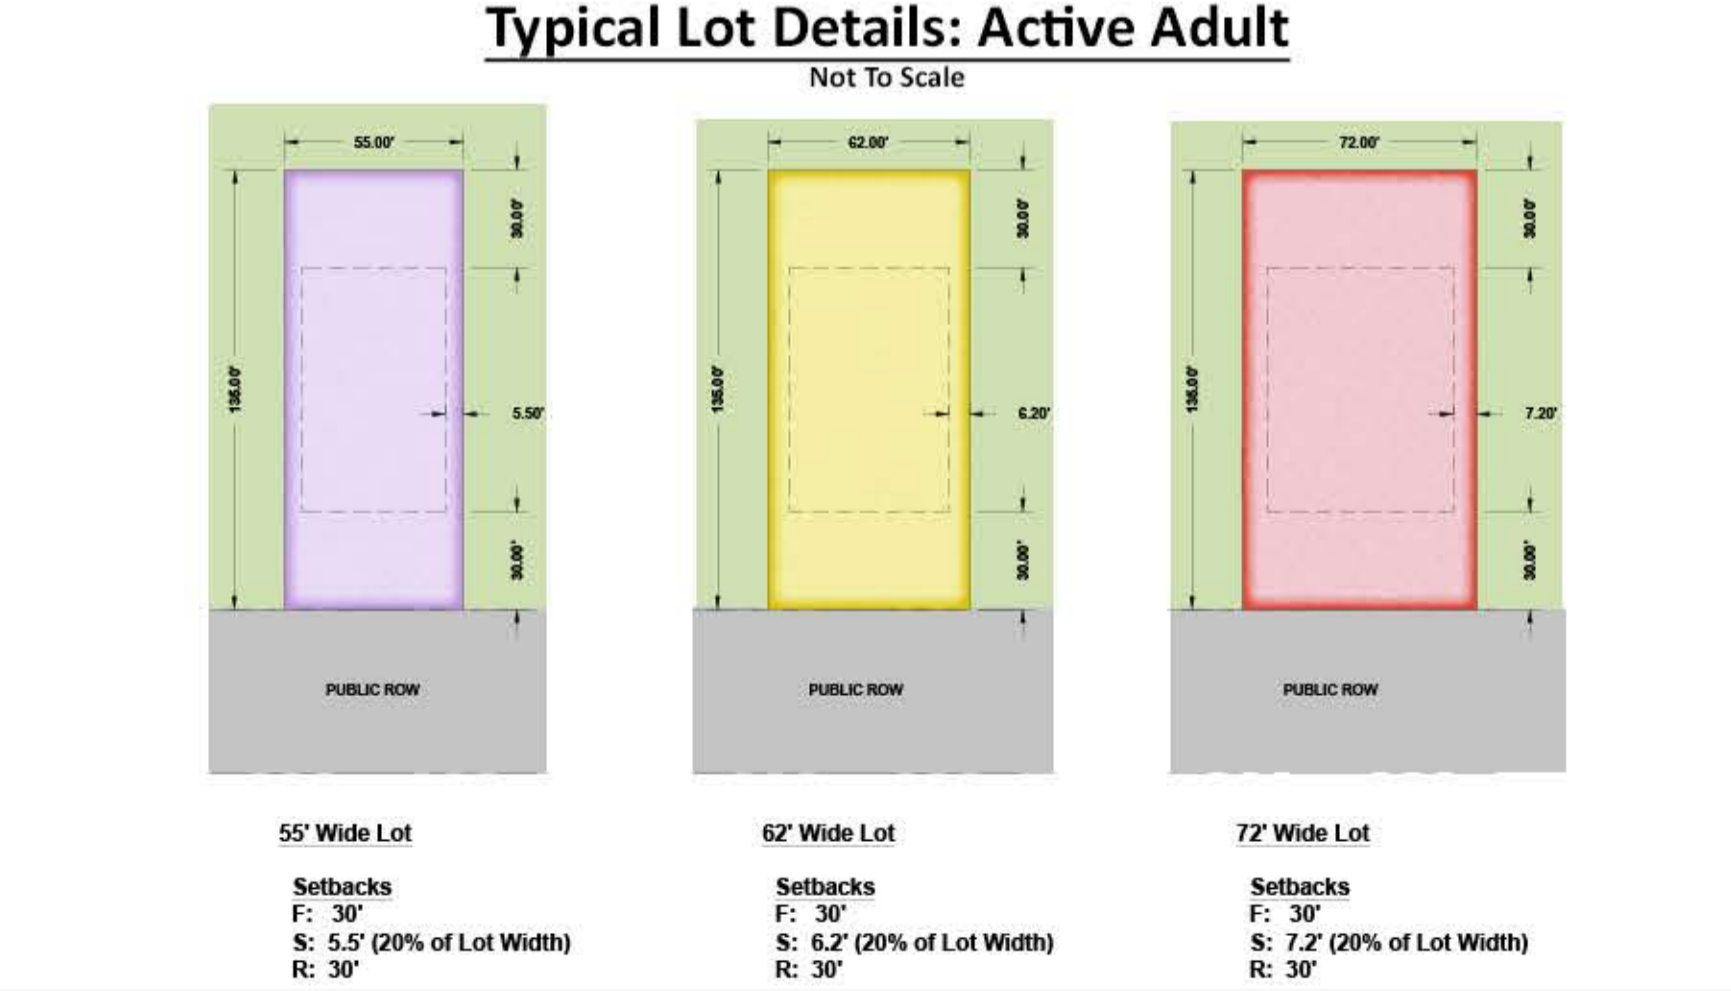 Typical Lot Details: Active Adult
Not To Scale
55.00'
30.00'
135.00'
5.50'
30.00'
PUBLIC ROW
62.00'
30.00'
135.00'
6.20'
30.00'
PUBLIC ROW
72.00'
30.00'
135.00'
7.20'
30.00'
PUBLIC ROW
55' Wide Lot
Setbacks
F: 30'
S: 5.5' (20% of Lot Width)
R: 30'
62' Wide Lot
Setbacks
F: 30'
S: 6.2' (20% of Lot Width)
R: 30'
72' Wide Lot
Setbacks
F: 30'
S: 7.2' (20% of Lot Width)
R: 30'